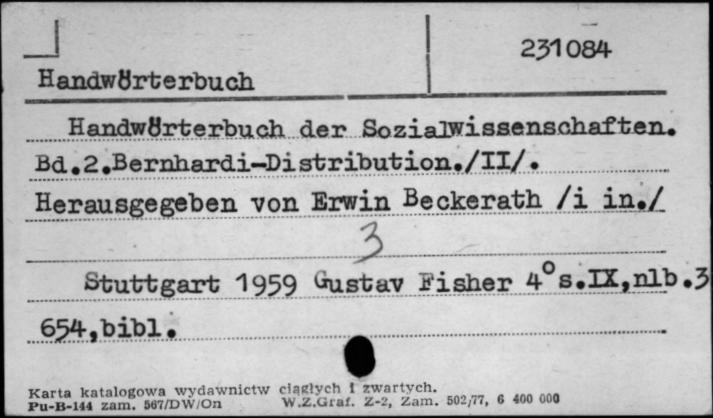 231084
Handwörterbuch
Handwörterbuch der Sozialwissenschaften.
Bd.2.Bernhardi-Distribution./II/.
Herausgegeben von Erwin Beckerath /i in./
3
Stuttgart 1959 Gustav Fisher 4° s.IX,nlb.3
654,bibl.
Karta katalogowa wydawnictw ciągłych i zwartych.
Pu-B-144 zam. 567/DW/On W.Z.Graf. Z-2, Zam. 502/77, 6 400 000